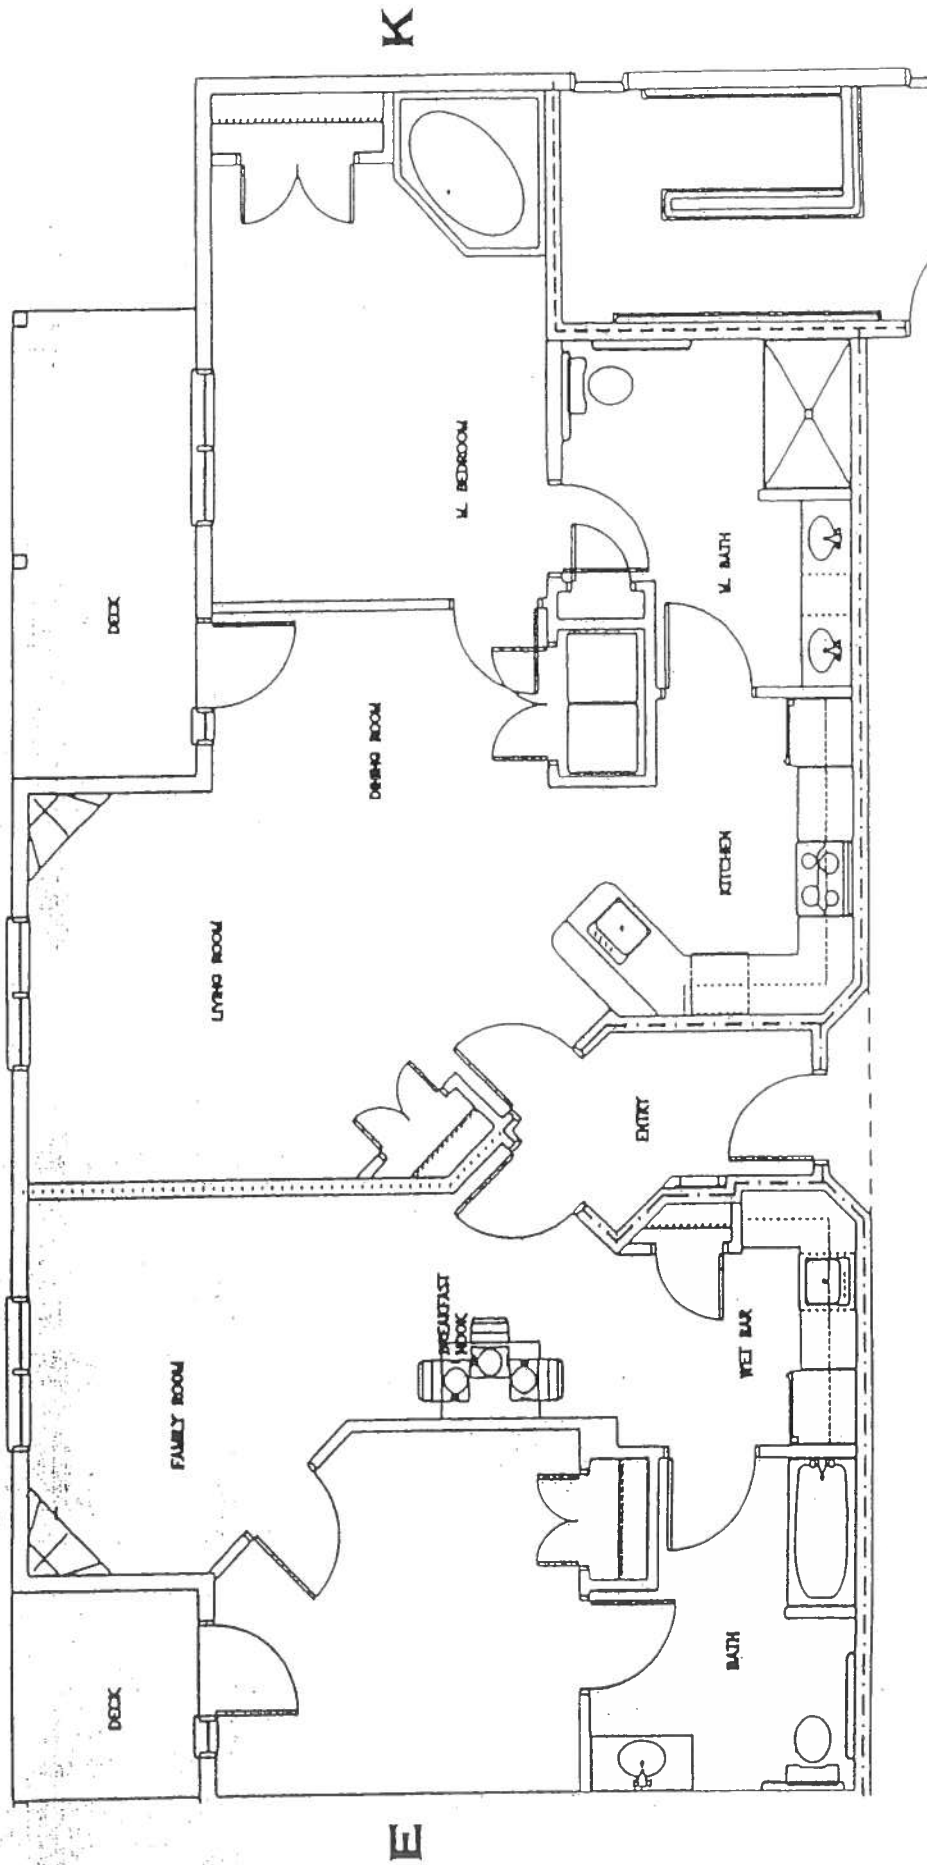 K
DECK
M. BEDROOM
M. BATH
DINING ROOM
KITCHEN
LIVING ROOM
ENTRY
BREAKFAST
NOOK
WET BAR
FAMILY ROOM
DECK
BATH
E